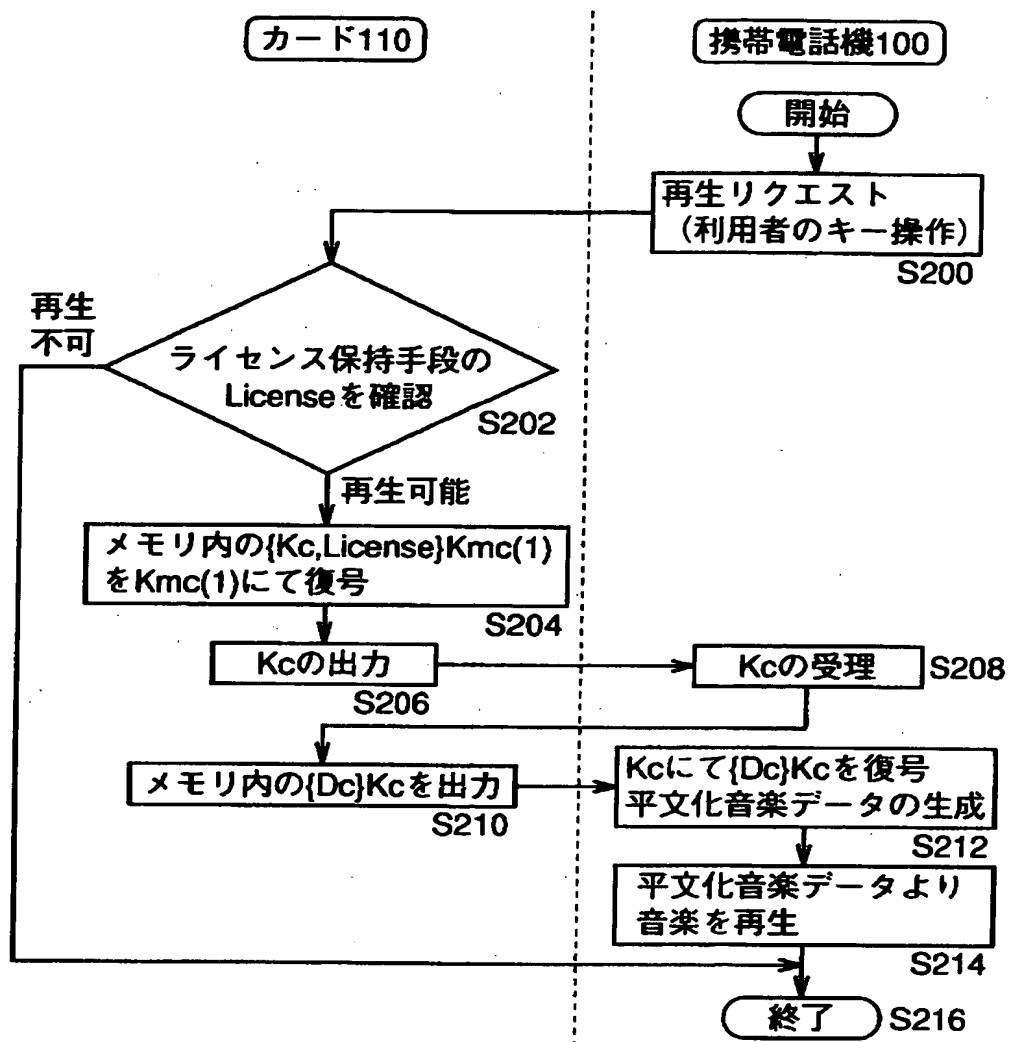 カード110
携帯電話機100
開始
再生リクエスト
(利用者のキー操作)
S200
再生
不可
ライセンス保持手段の
Licenseを確認
S202
再生可能
メモリ内の{Kc,License}Kmc(1)
をKmc(1)にて復号
S204
Kcの出力
S206
Kcの受理
S208
メモリ内の{Dc}Kcを出力
S210
Kcにて{Dc}Kcを復号
平文化音楽データの生成
S212
平文化音楽データより
音楽を再生
S214
終了
S216